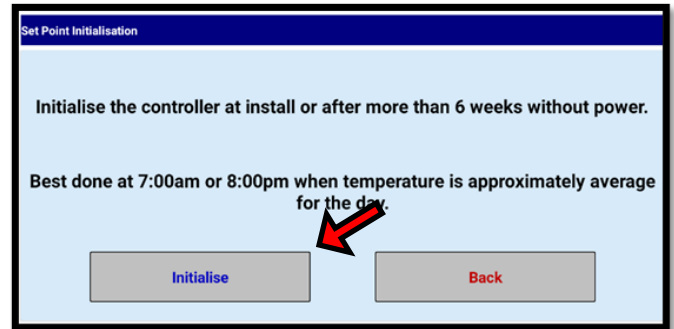 Set Point Initialisation
Initialise the controller at install or after more than 6 weeks without power.
Best done at 7:00am or 8:00pm when temperature is approximately average
for the day.
Initialise
Back